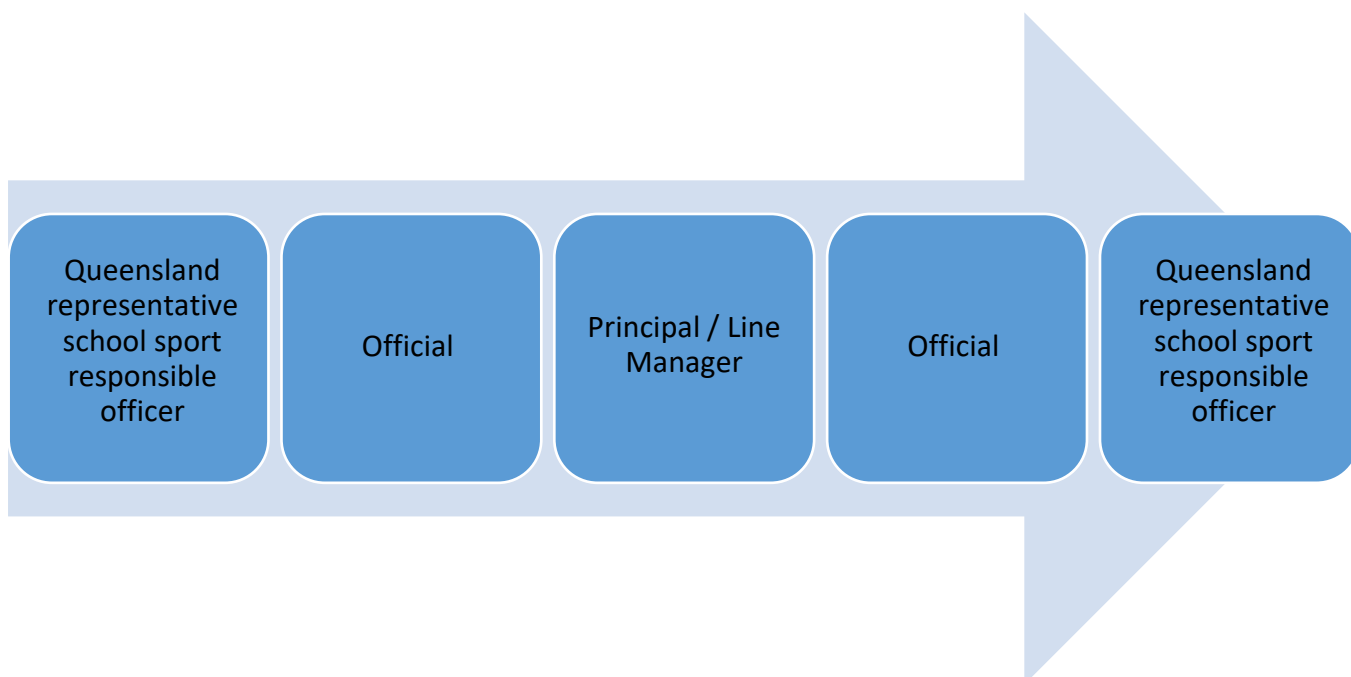 Queensland
representative
school sport
responsible
officer
Official
Principal / Line
Manager
Official
Queensland
representative
school sport
responsible
officer